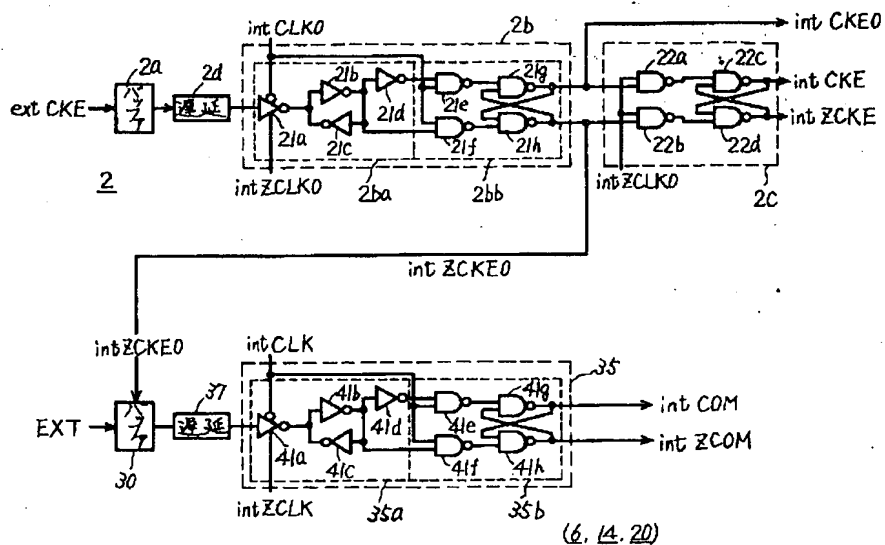 int CLK0
2b
int CKE0
2a
2d
21b
21g
22a
22c
21d
ext CKE
バッファ
遅延
int CKE
21e
21a
21c
21f
21h
22b
22d
int ZCKE
2
int ZCLK0
2ba
2bb
int ZCLK0
2c
int ZCKE0
int ZCKE0
int CLK
35
37
41b
41g
41d
EXT
バッファ
遅延
int COM
41e
41a
41c
41f
41h
int ZCOM
30
int ZCLK
35a
35b
(6, 14, 20)